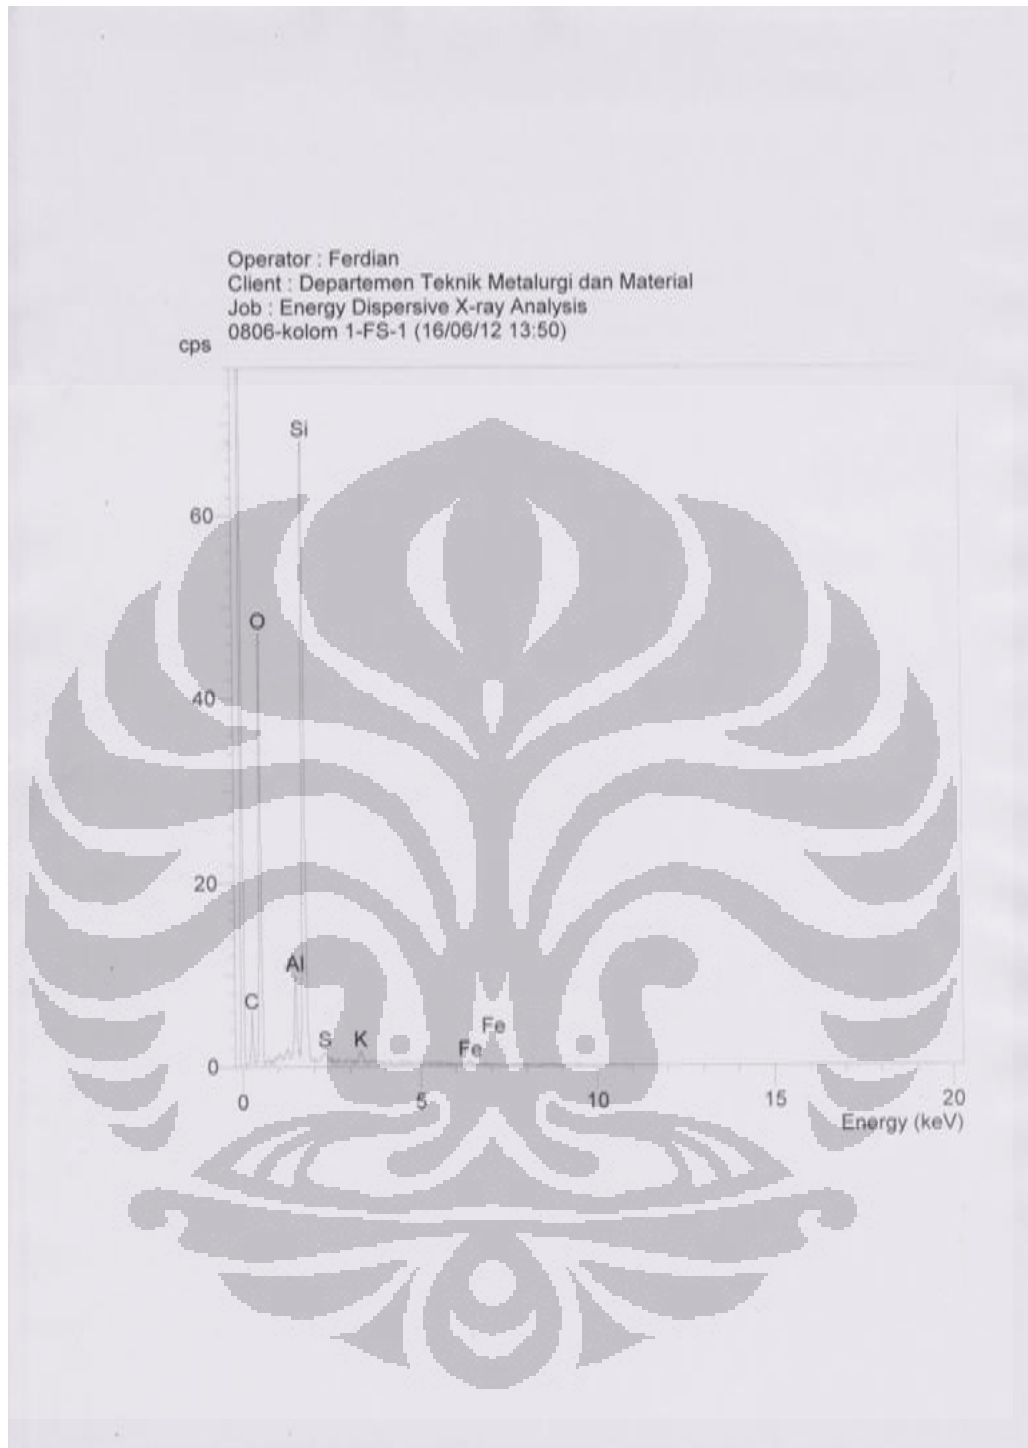 Operator : Ferdian
Client : Departemen Teknik Metalurgi dan Material
Job : Energy Dispersive X-ray Analysis
0806-kolom 1-FS-1 (16/06/12 13:50)
cps
Si
60
O
40
20
Al
C
Fe
S K Fe
0
0 5 10 15 20
Energy (keV)